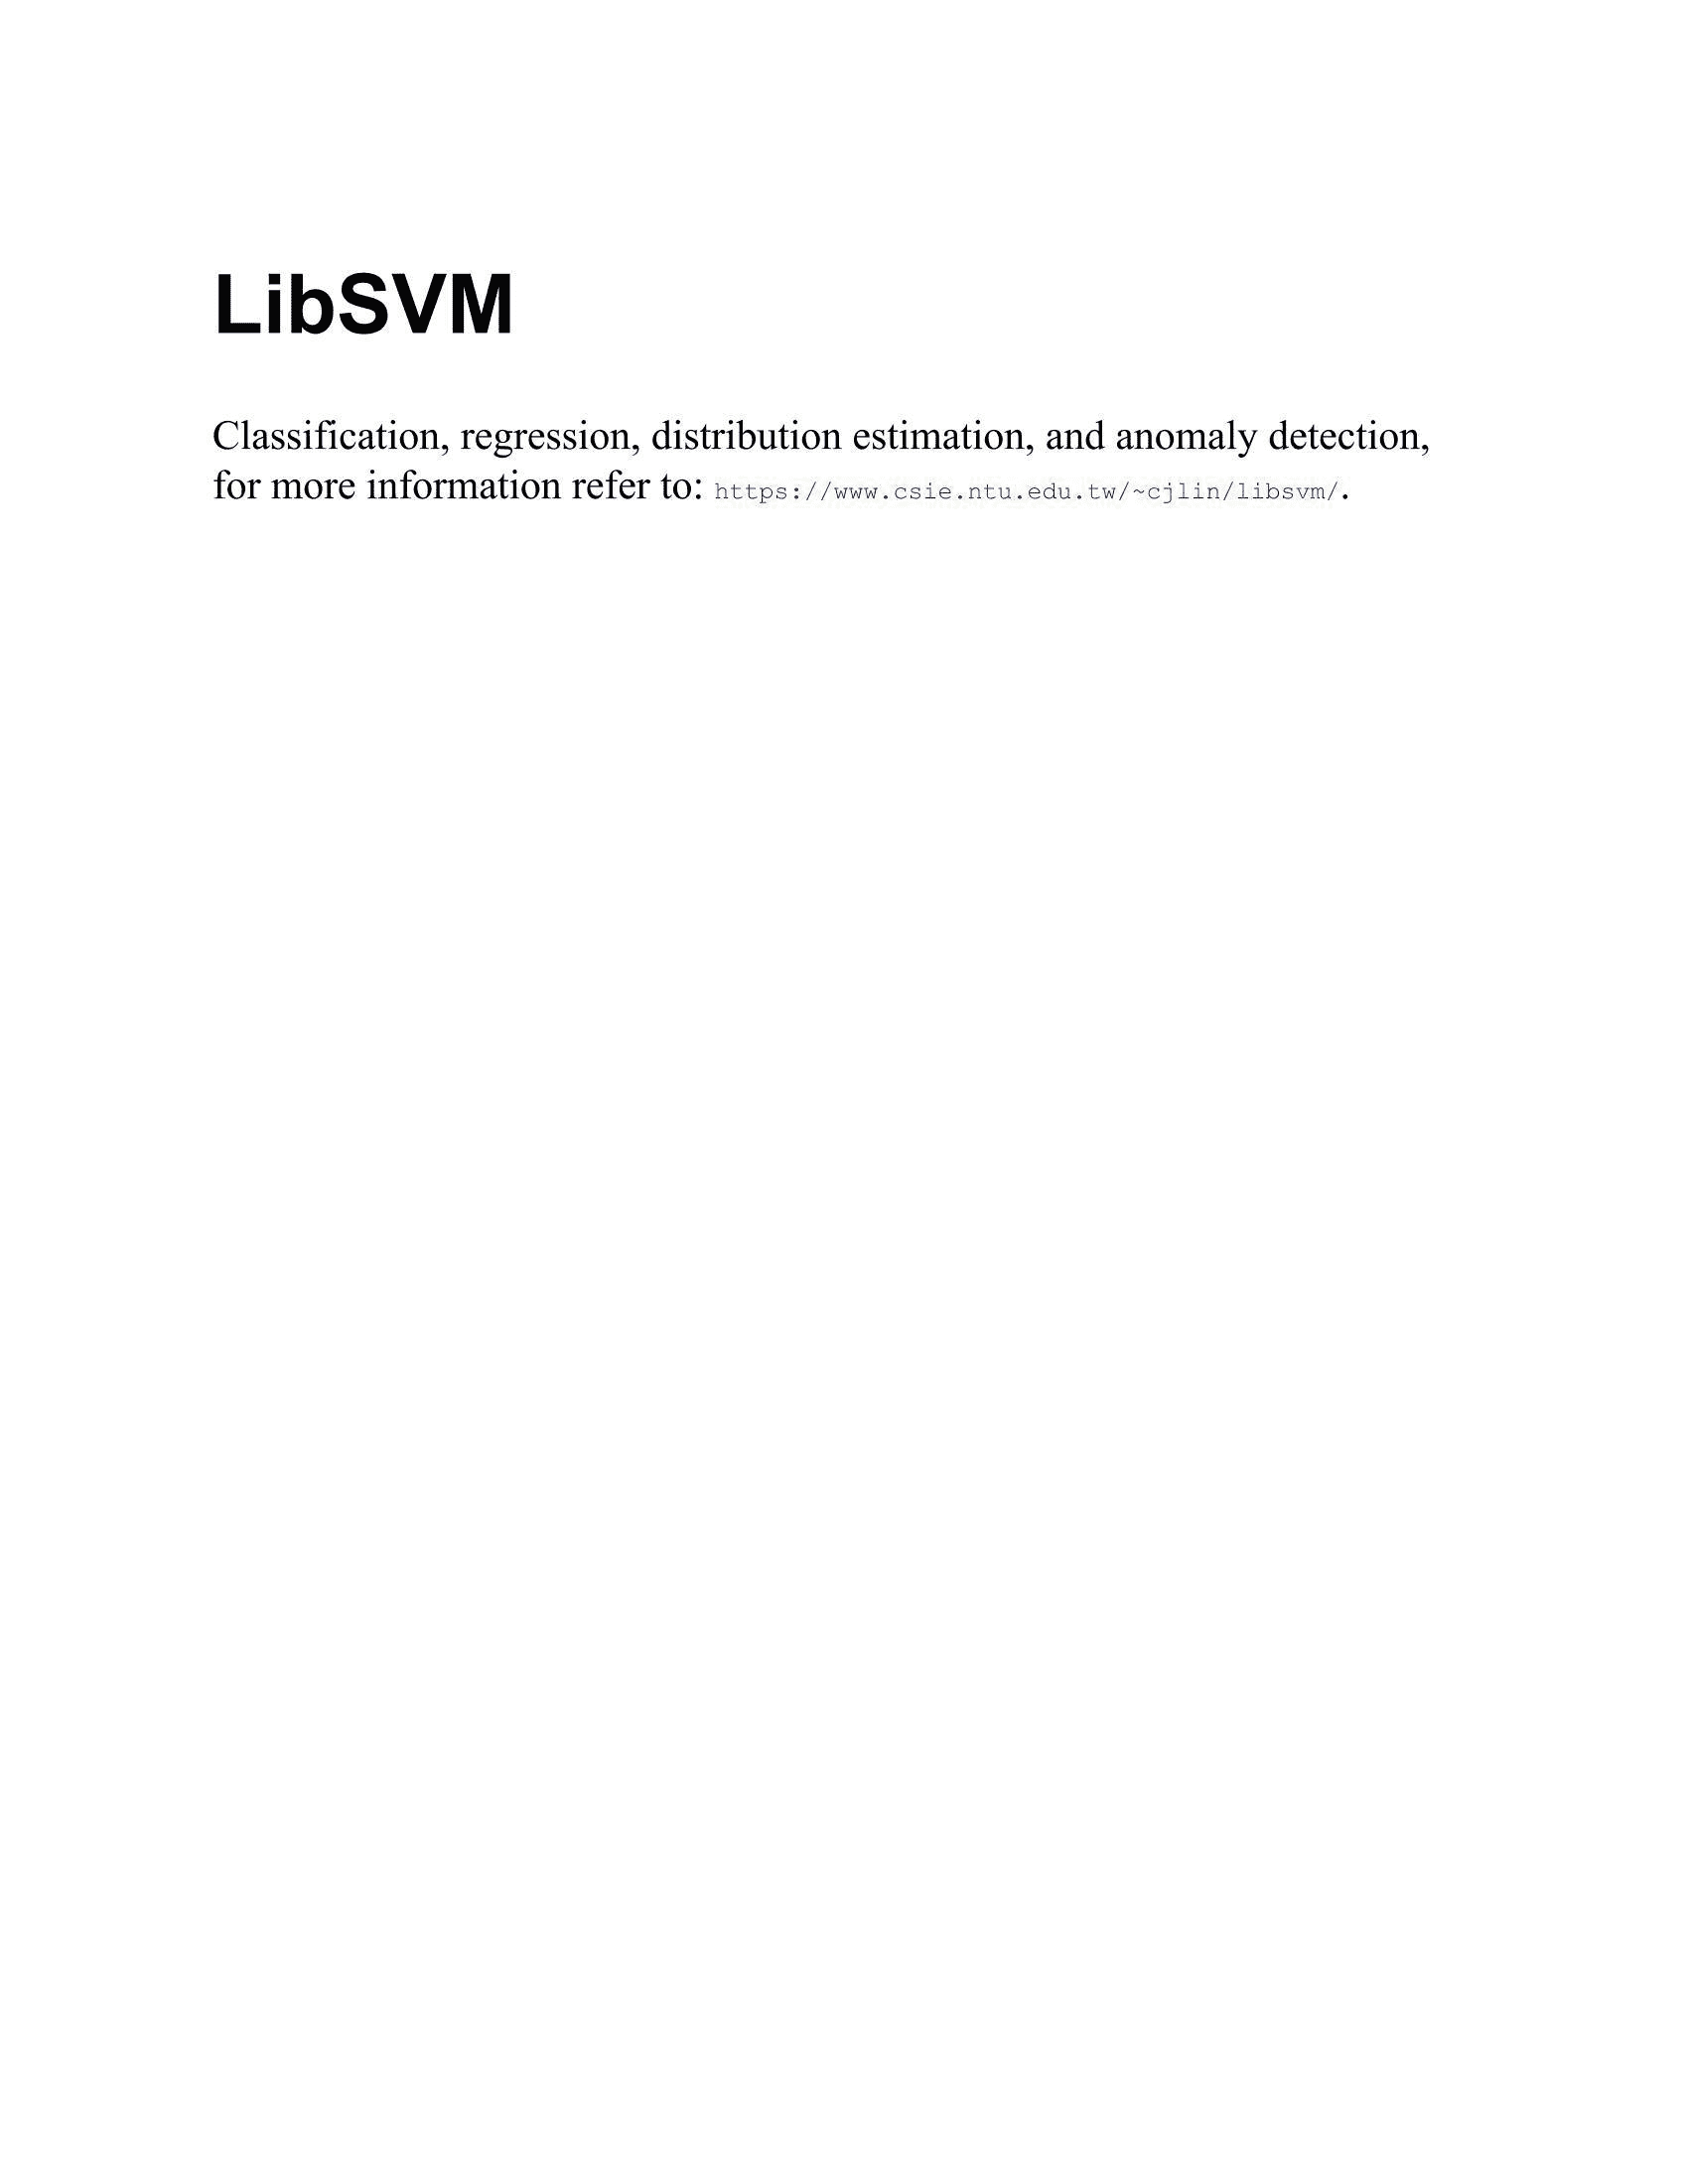 LibSVM
Classification, regression, distribution estimation, and anomaly detection,
for more information refer to: https://www.csie.ntu.edu.tw/~cjlin/libsvm/.